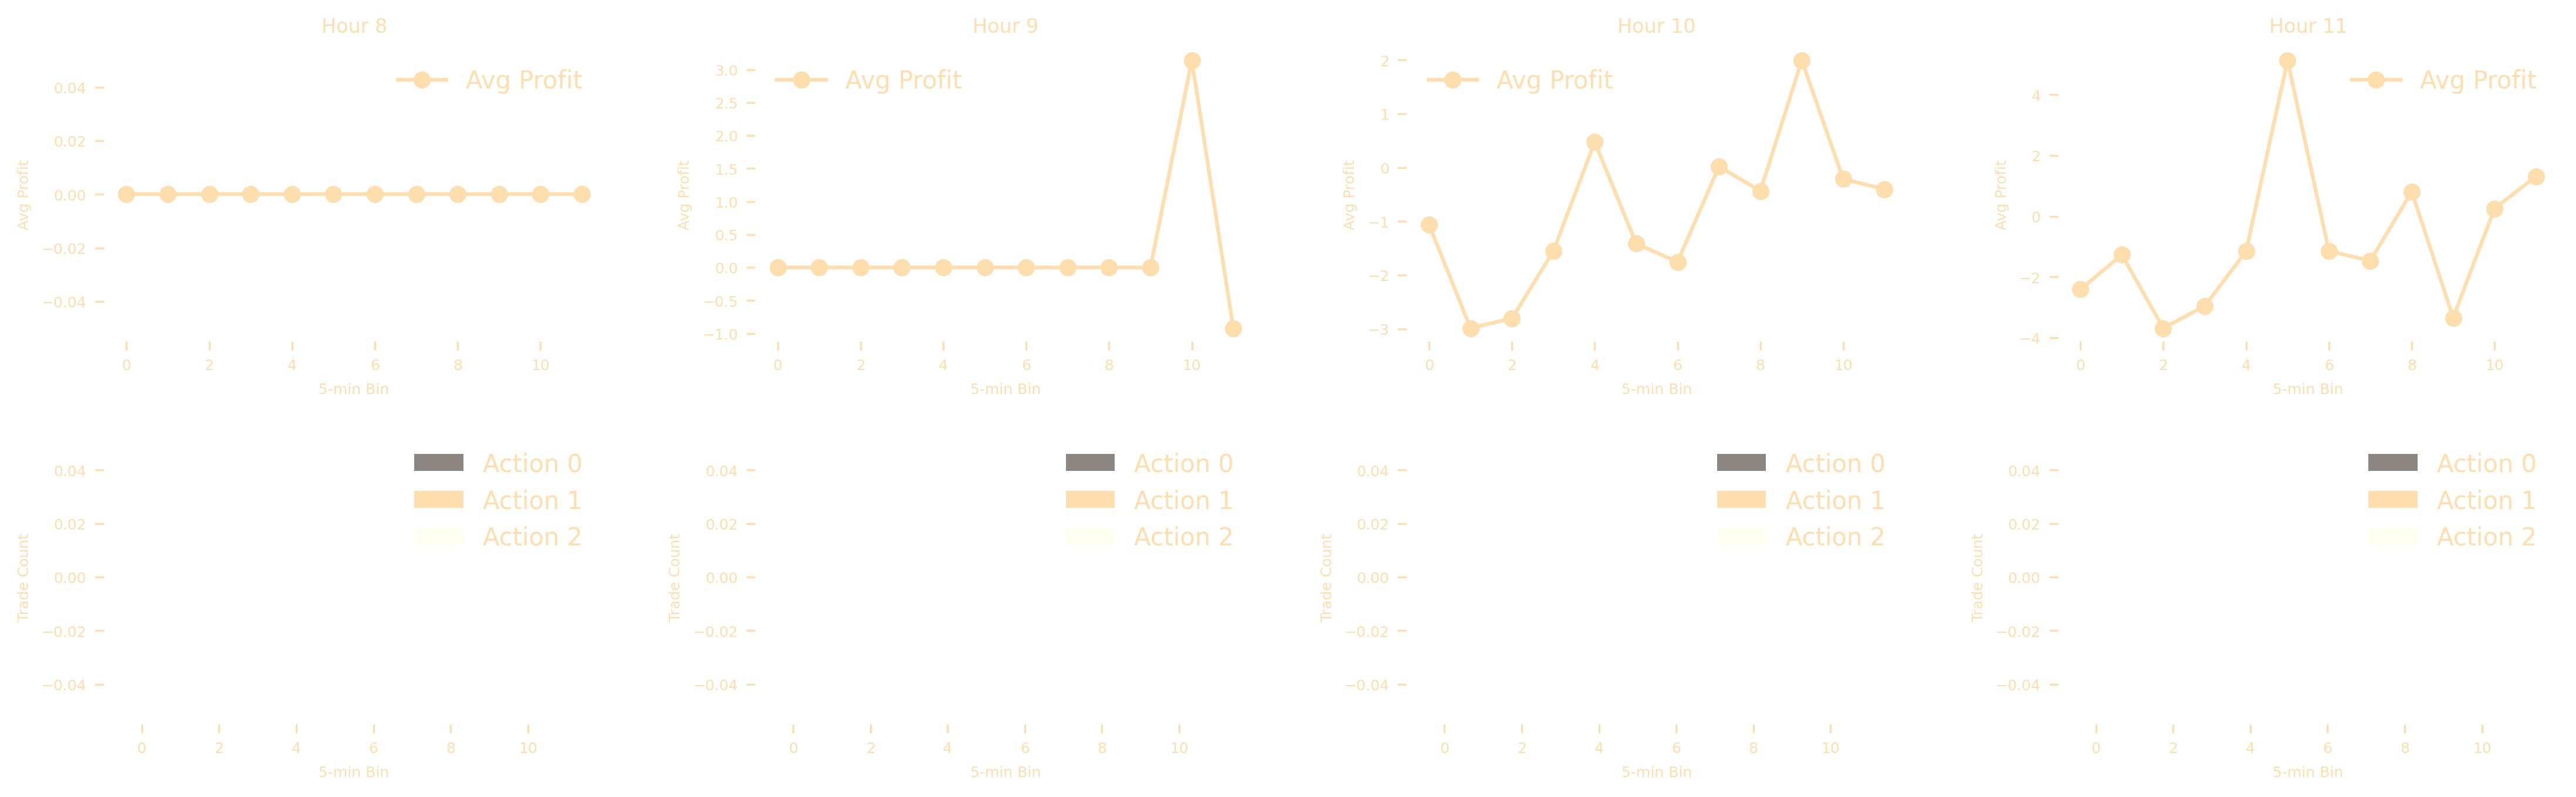 Hour 8
Avg Profit
0.04
0.02
0.00
−0.02
−0.04
Avg Profit
0 2 4 6 8 10
5-min Bin
Hour 9
Avg Profit
3.0
2.5
2.0
1.5
1.0
0.5
0.0
−0.5
−1.0
Avg Profit
0 2 4 6 8 10
5-min Bin
Hour 10
Avg Profit
2
1
0
−1
−2
−3
Avg Profit
0 2 4 6 8 10
5-min Bin
Hour 11
Avg Profit
4
2
0
−2
−4
Avg Profit
0 2 4 6 8 10
5-min Bin
Action 0
Action 1
Action 2
0.04
0.02
0.00
−0.02
−0.04
Trade Count
0 2 4 6 8 10
5-min Bin
Action 0
Action 1
Action 2
0.04
0.02
0.00
−0.02
−0.04
Trade Count
0 2 4 6 8 10
5-min Bin
Action 0
Action 1
Action 2
0.04
0.02
0.00
−0.02
−0.04
Trade Count
0 2 4 6 8 10
5-min Bin
Action 0
Action 1
Action 2
0.04
0.02
0.00
−0.02
−0.04
Trade Count
0 2 4 6 8 10
5-min Bin